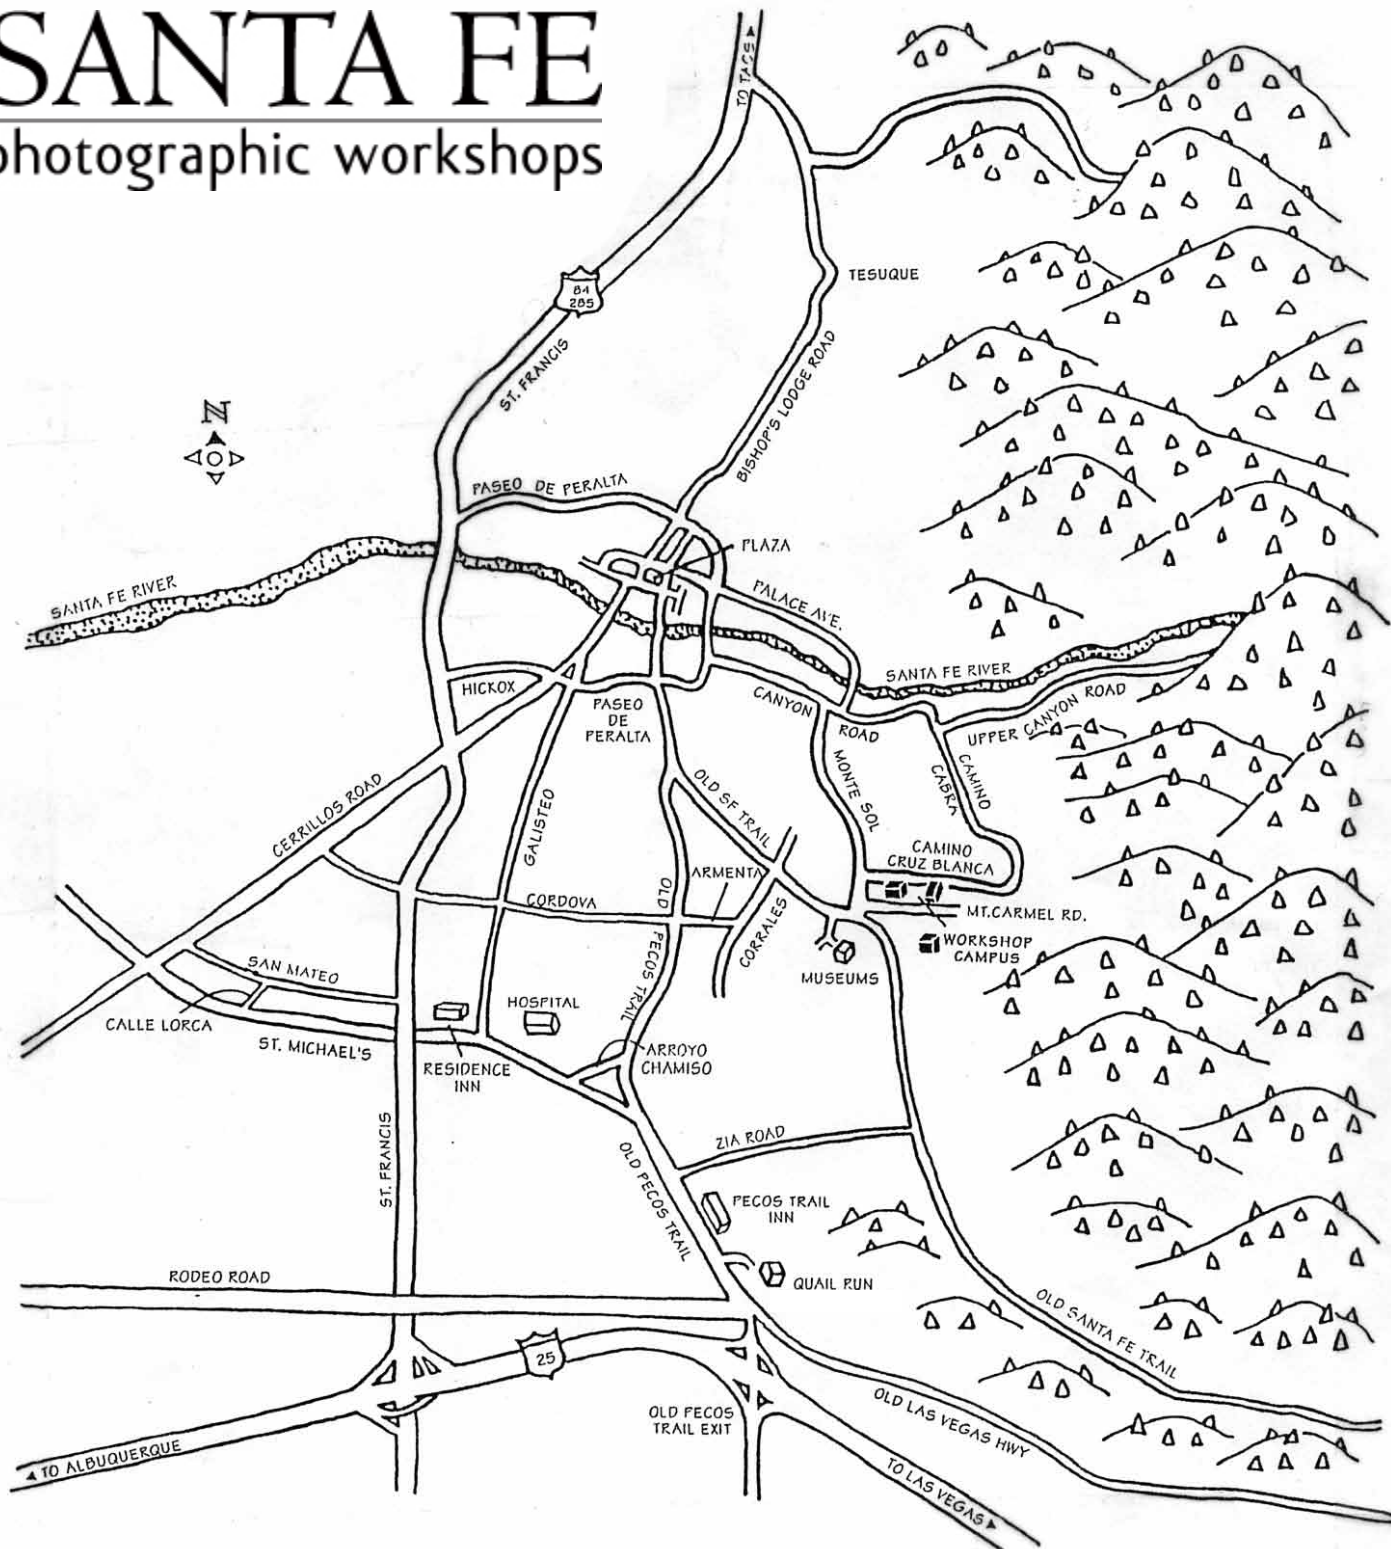 SANTA FE
photographic workshops
TO TAOS
TESUQUE
84
285
ST. FRANCIS
BISHOP'S LODGE ROAD
N
PASEO DE PERALTA
PLAZA
SANTA FE RIVER
PALACE AVE.
SANTA FE RIVER
HICKOX
CANYON
ROAD
UPPER CANYON ROAD
PASEO
DE
PERALTA
CERRILLOS ROAD
OLD SF TRAIL
MONTE SOL
CAMINO
CABRA
GALISTEO
CAMINO
CRUZ BLANCA
ARMENTA
OLD
PECOS TRAIL
CORDOVA
CORRALES
MT. CARMEL RD.
WORKSHOP
CAMPUS
MUSEUMS
SAN MATEO
HOSPITAL
CALLE LORCA
ST. MICHAEL'S
RESIDENCE
INN
ARROYO
CHAMISO
ST. FRANCIS
ZIA ROAD
OLD PECOS TRAIL
PECOS TRAIL
INN
QUAIL RUN
RODEO ROAD
OLD SANTA FE TRAIL
25
OLD PECOS
TRAIL EXIT
OLD LAS VEGAS HWY
TO ALBUQUERQUE
TO LAS VEGAS